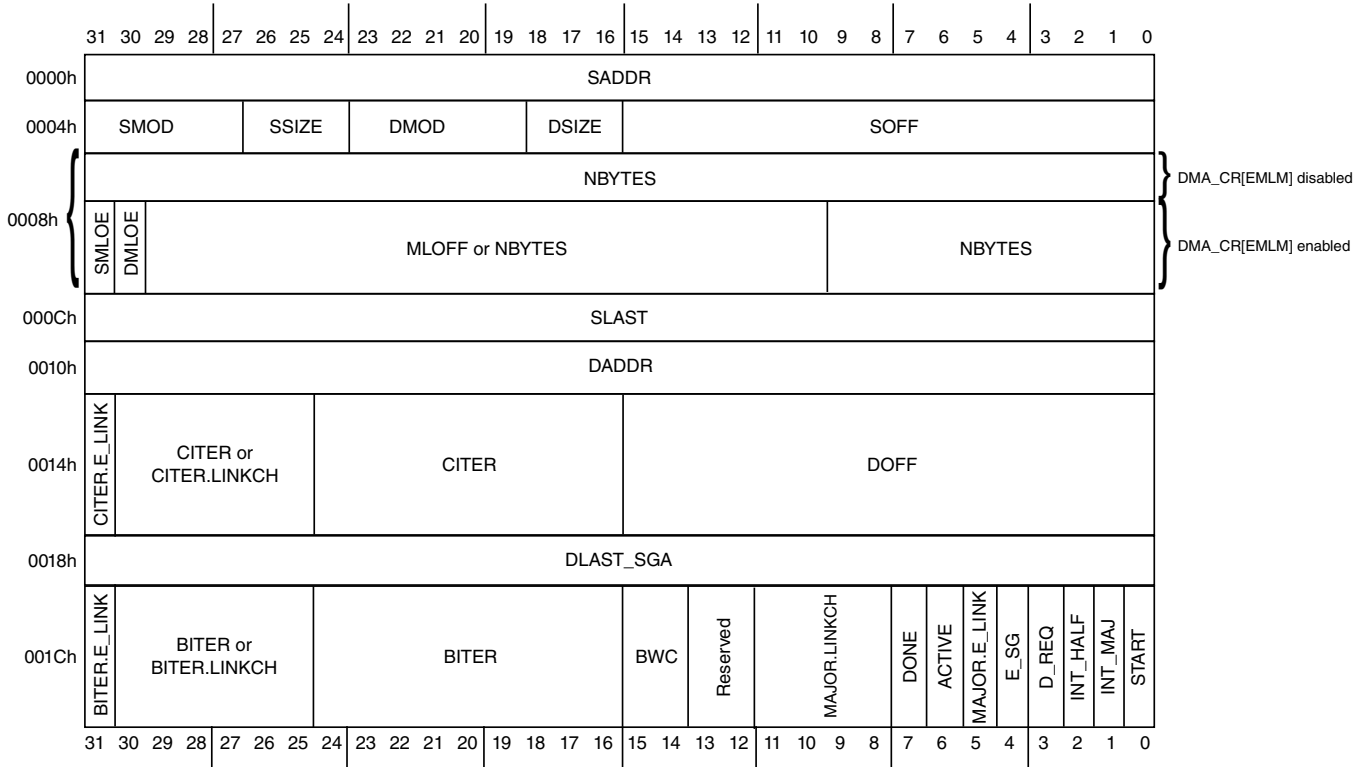 31 30 29 28 27 26 25 24 23 22 21 20 19 18 17 16 15 14 13 12 11 10 9 8 7 6 5 4 3 2 1 0
0000h SADDR
0004h SMOD SSIZE DMOD DSIZE SOFF
0008h
NBYTES DMA_CR[EMLM] disabled
SMLOE DMLOE MLOFF or NBYTES NBYTES DMA_CR[EMLM] enabled
000Ch SLAST
0010h DADDR
0014h CITER.E_LINK
CITER or
CITER.LINKCH
CITER DOFF
0018h DLAST_SGA
001Ch BITER.E_LINK
BITER or
BITER.LINKCH
BITER BWC Reserved MAJOR.LINKCH DONE ACTIVE MAJOR.E_LINK E_SG D_REQ INT_HALF INT_MAJ START
31 30 29 28 27 26 25 24 23 22 21 20 19 18 17 16 15 14 13 12 11 10 9 8 7 6 5 4 3 2 1 0